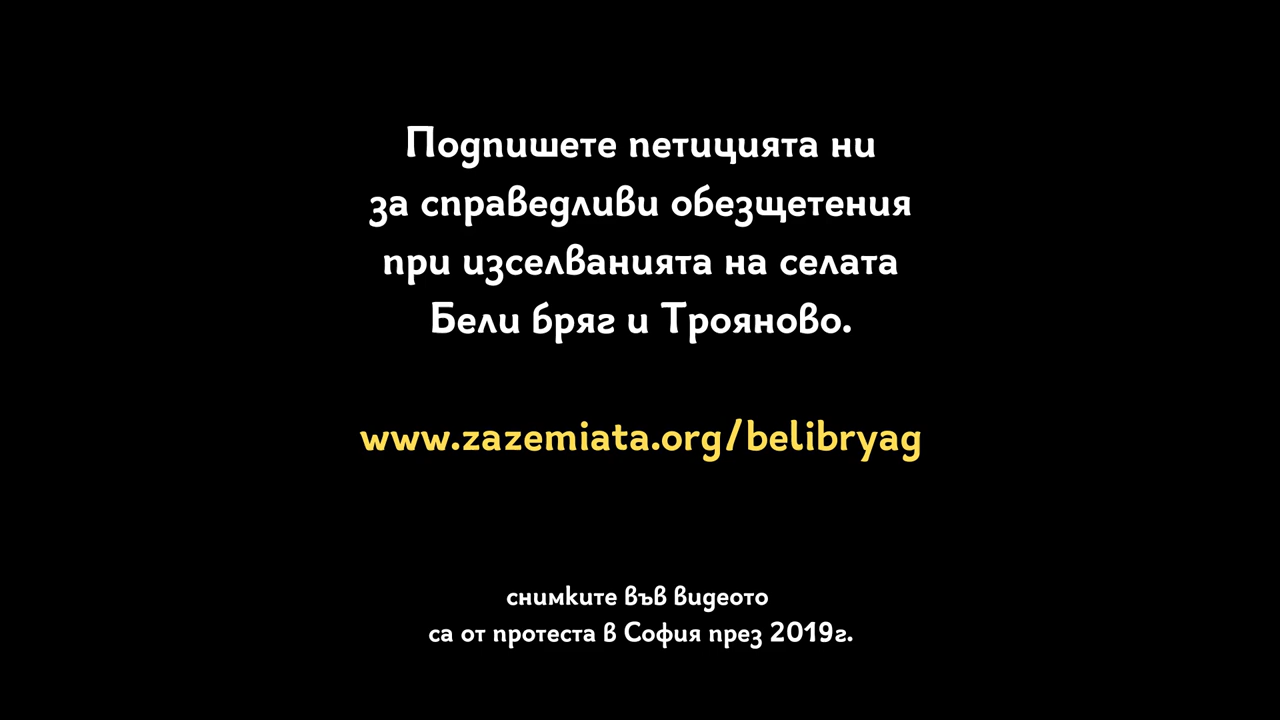 Подпишете петицията ни
за справедливи обезщетения
при изселванията на селата
Бели бряг и Трояново.
www.zazemiata.org/belibryag
снимките във видеото
са от протеста в София през 2019г.